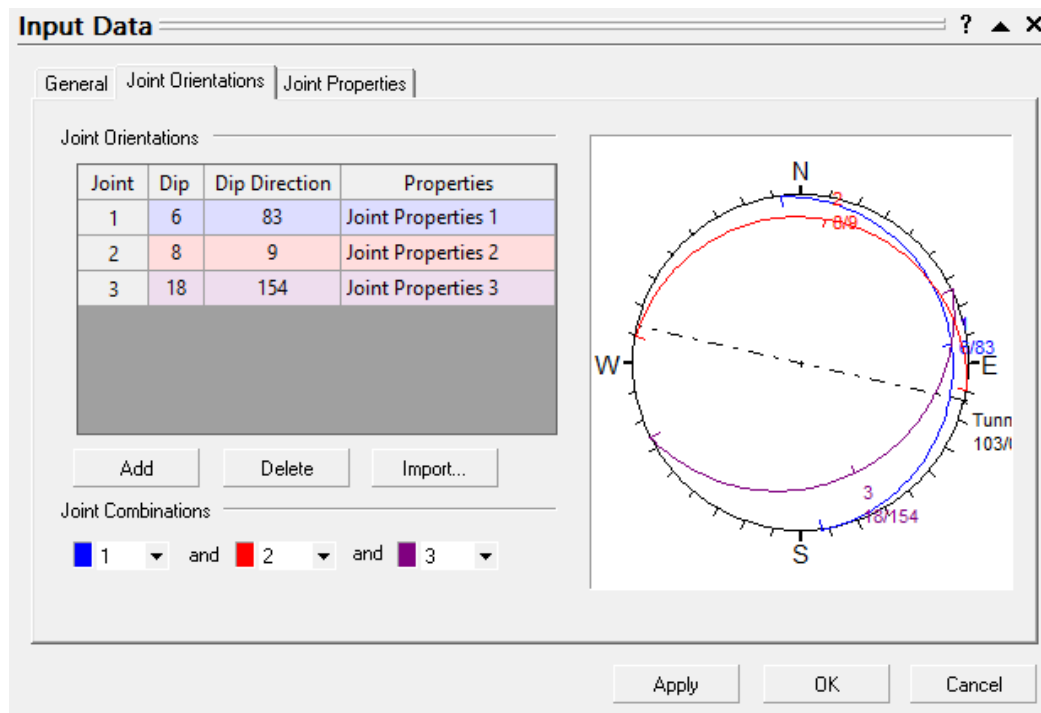 Input Data ? ▲ ✕
General Joint Orientations Joint Properties
Joint Orientations
Joint Dip Dip Direction Properties
1 6 83 Joint Properties 1
2 8 9 Joint Properties 2
3 18 154 Joint Properties 3
Add Delete Import...
Joint Combinations
1 and 2 and 3
N
2
8/9
6/83
W E
Tunn
103/
3
18/154
S
Apply OK Cancel